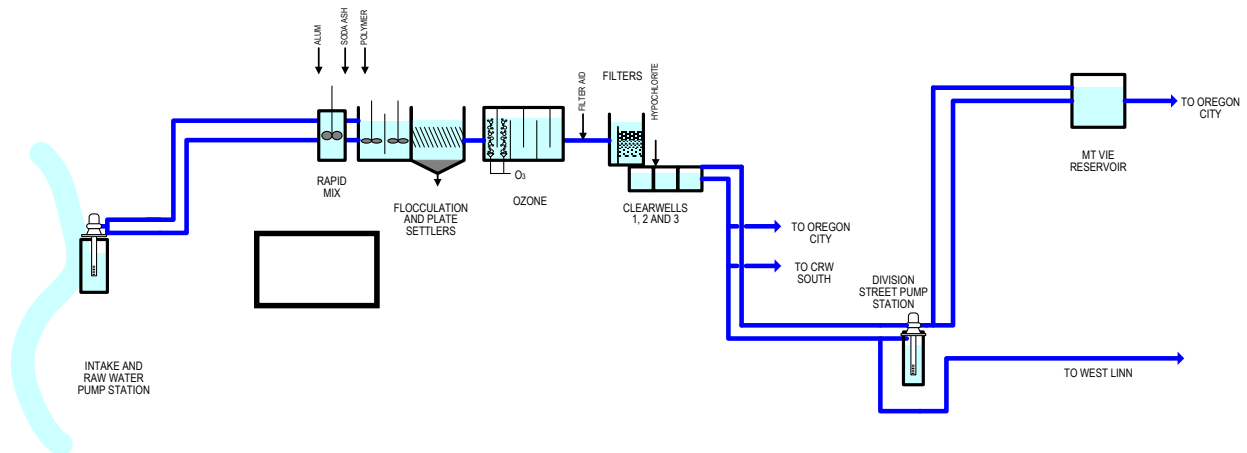 ALUM
SODA ASH
POLYMER
FILTER AID
FILTERS
HYPOCHLORITE
RAPID
MIX
FLOCCULATION
AND PLATE
SETTLERS
O3
OZONE
CLEARWELLS
1, 2 AND 3
TO OREGON
CITY
TO CRW
SOUTH
TO OREGON
CITY
MT VIE
RESERVOIR
DIVISION
STREET PUMP
STATION
TO WEST LINN
INTAKE AND
RAW WATER
PUMP STATION